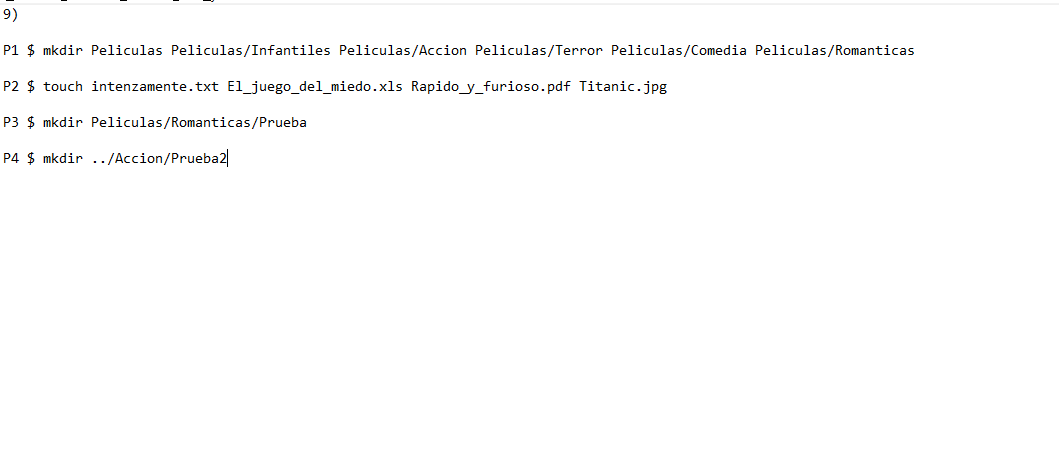 9)
P1 $ mkdir Peliculas Peliculas/Infantiles Peliculas/Accion Peliculas/Terror Peliculas/Comedia Peliculas/Romanticas
P2 $ touch intenzamente.txt El_juego_del_miedo.xls Rapido_y_furioso.pdf Titanic.jpg
P3 $ mkdir Peliculas/Romanticas/Prueba
P4 $ mkdir ../Accion/Prueba2